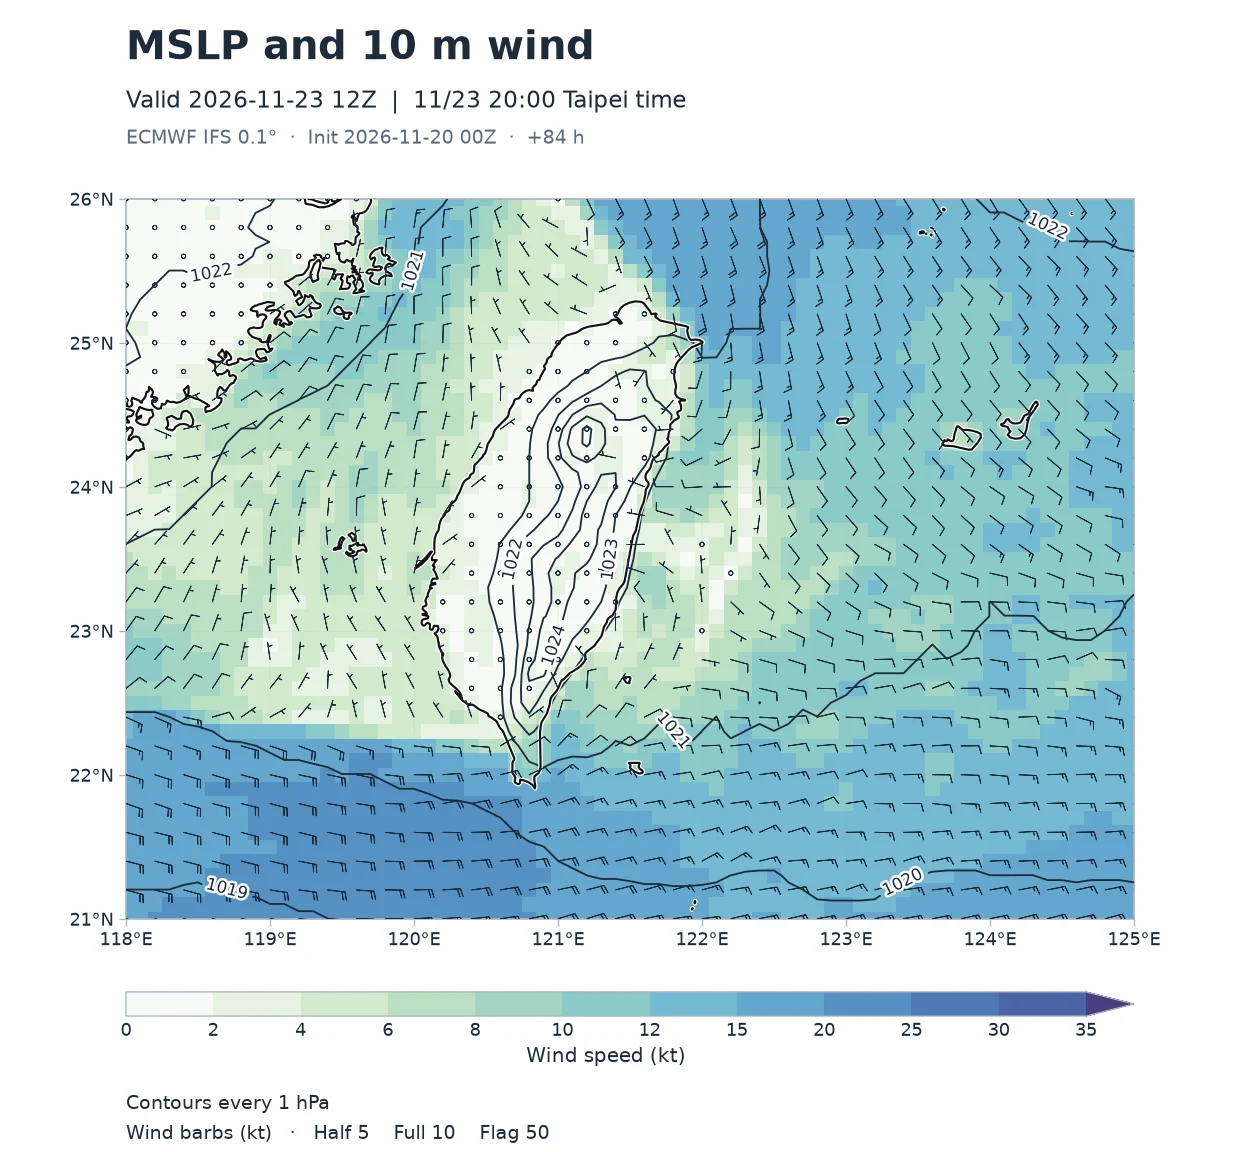 MSLP and 10 m wind
Valid 2026-11-23 12Z | 11/23 20:00 Taipei time
ECMWF IFS 0.1° · Init 2026-11-20 00Z · +84 h
26°N
1022
1022
1021
25°N
24°N
1022
1023
23°N
1024
1021
22°N
1019
1020
21°N
118°E 119°E 120°E 121°E 122°E 123°E 124°E 125°E
0 2 4 6 8 10 12 15 20 25 30 35
Wind speed (kt)
Contours every 1 hPa
Wind barbs (kt) · Half 5 Full 10 Flag 50